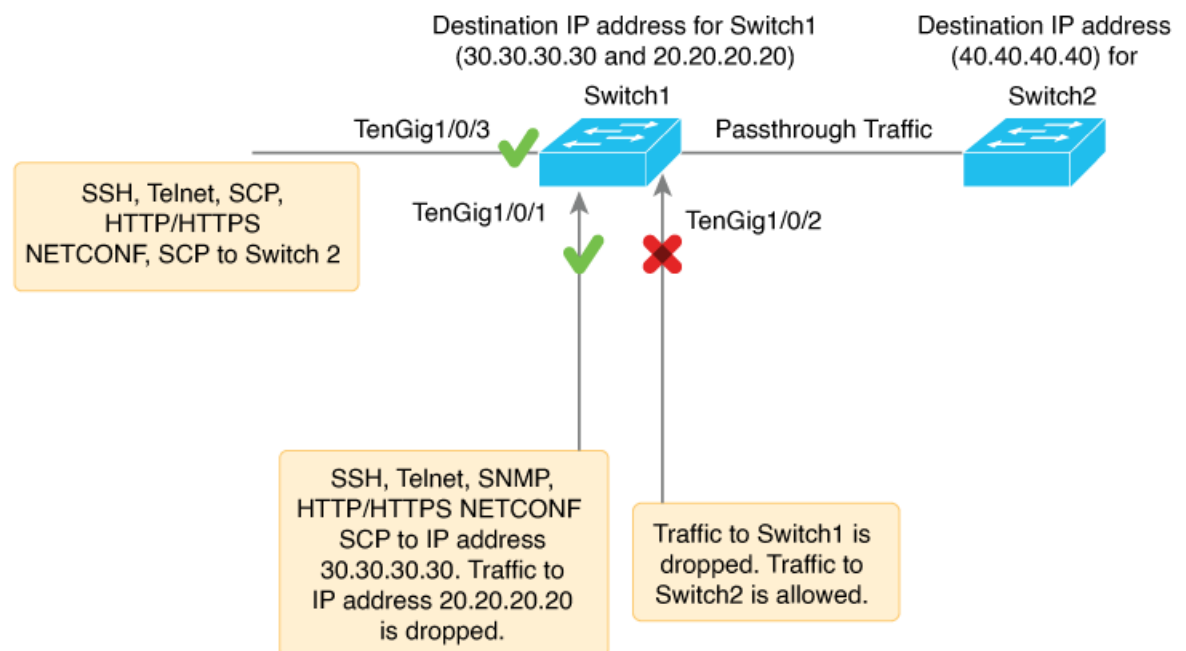 Destination IP address for Switch1
(30.30.30.30 and 20.20.20.20)
Destination IP address
(40.40.40.40) for
Switch1
Switch2
TenGig1/0/3
Passthrough Traffic
SSH, Telnet, SCP,
HTTP/HTTPS
NETCONF, SCP to Switch 2
TenGig1/0/1
TenGig1/0/2
SSH, Telnet, SNMP,
HTTP/HTTPS NETCONF
SCP to IP address
30.30.30.30. Traffic to
IP address 20.20.20.20
is dropped.
Traffic to Switch1 is
dropped. Traffic to
Switch2 is allowed.